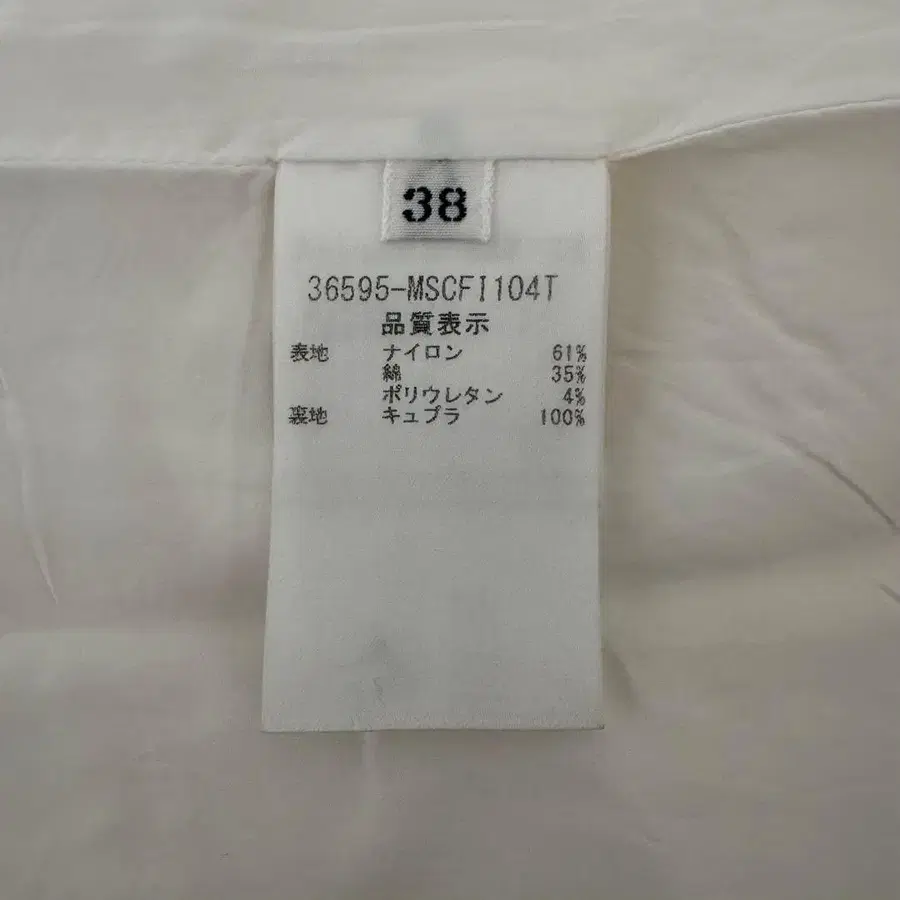 38
36595-MSCFI104T
品質表示
表地 ナイロン 61%
綿 35%
ポリウレタン 4%
裏地 キュプラ 100%